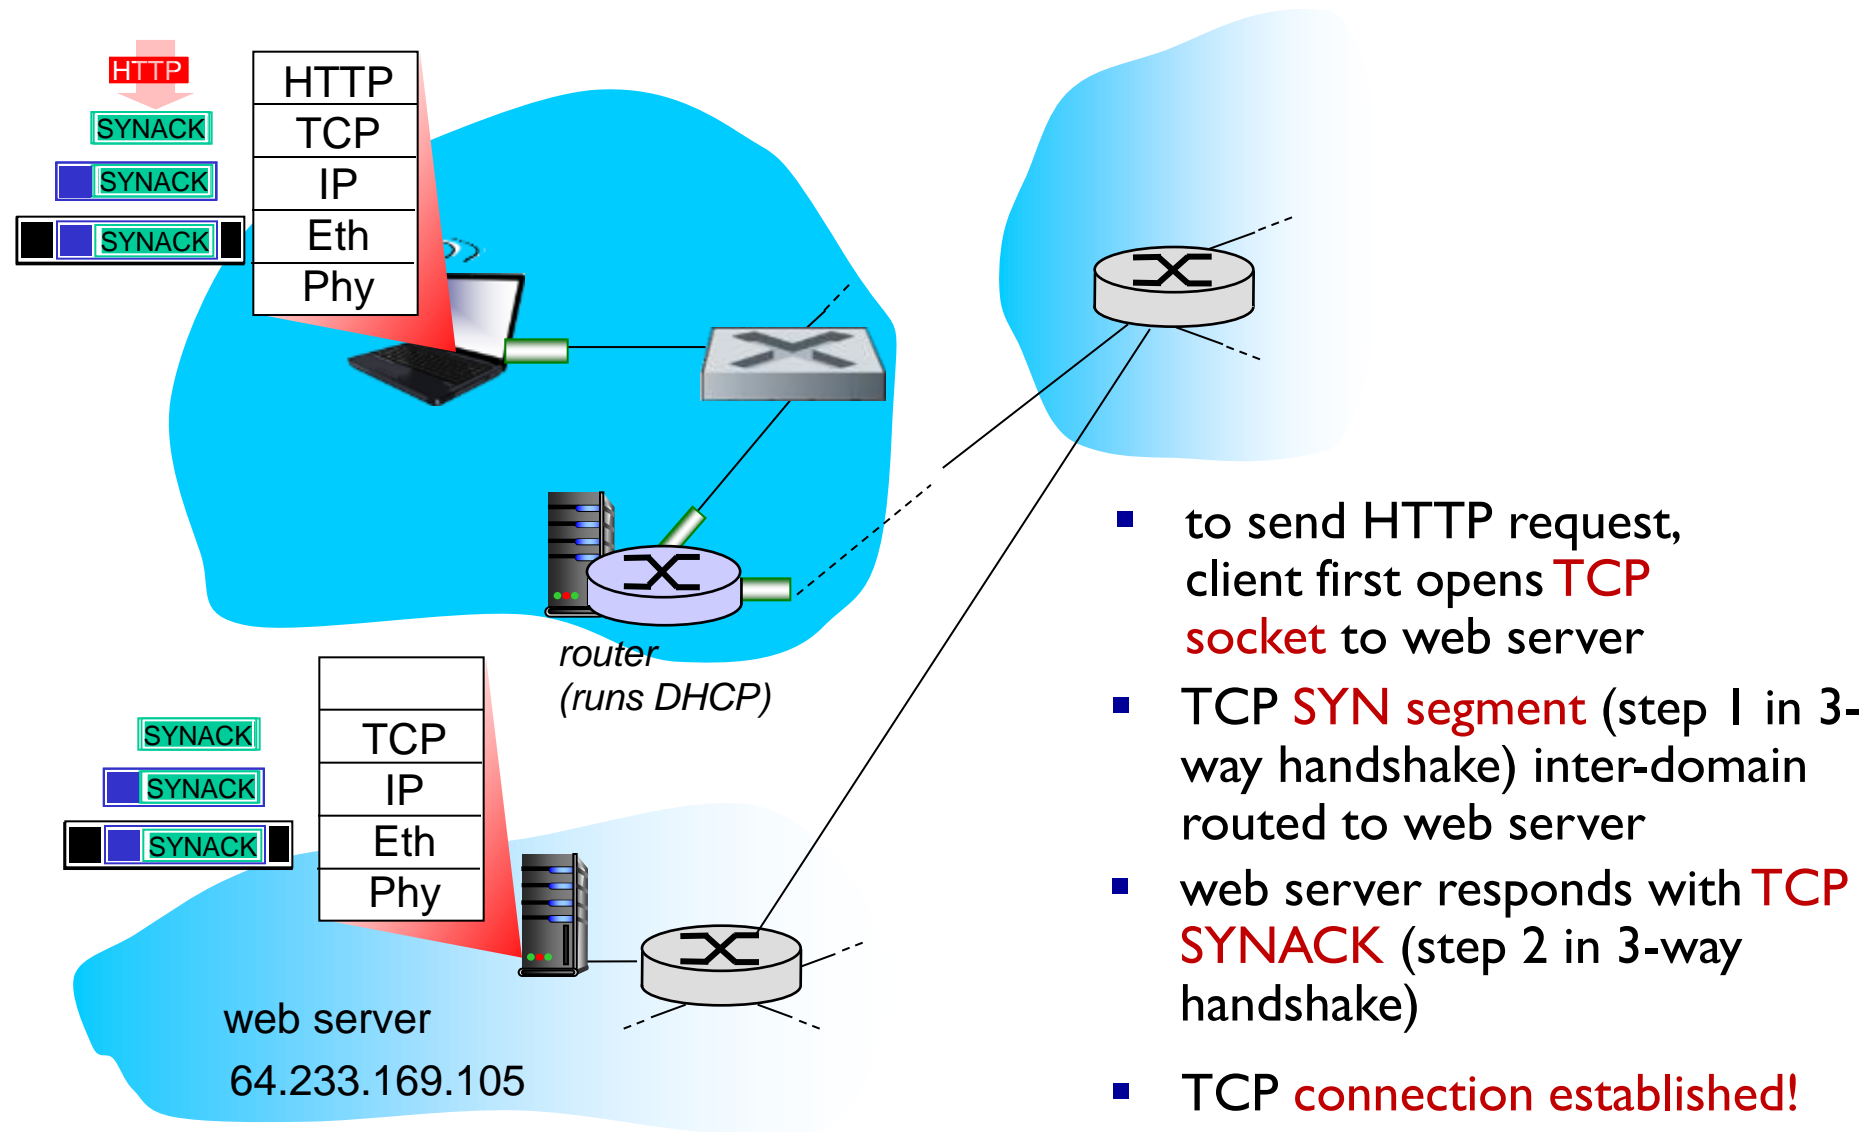 HTTP
SYNACK
SYNACK
SYNACK
HTTP
TCP
IP
Eth
Phy
router
(runs DHCP)
SYNACK
SYNACK
SYNACK
TCP
IP
Eth
Phy
web server
64.233.169.105
▪ to send HTTP request,
client first opens TCP
socket to web server
▪ TCP SYN segment (step 1 in 3-
way handshake) inter-domain
routed to web server
▪ web server responds with TCP
SYNACK (step 2 in 3-way
handshake)
▪ TCP connection established!